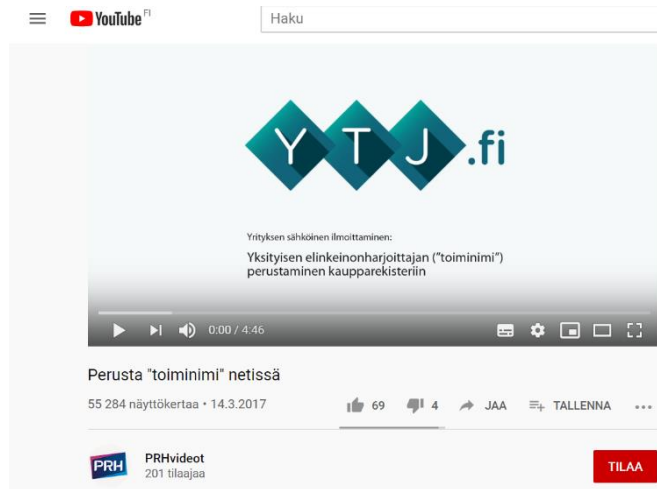 YouTube FI
Haku
YTJ.fi
Yrityksen sähköinen ilmoittaminen:
Yksityisen elinkeinonharjoittajan ("toiminimi")
perustaminen kaupparekisteriin
0:00 / 4:46
Perusta "toiminimi" netissä
55 284 näyttökertaa • 14.3.2017
69
4
JAA
TALLENNA
PRH
PRHvideot
201 tilaajaa
TILAA